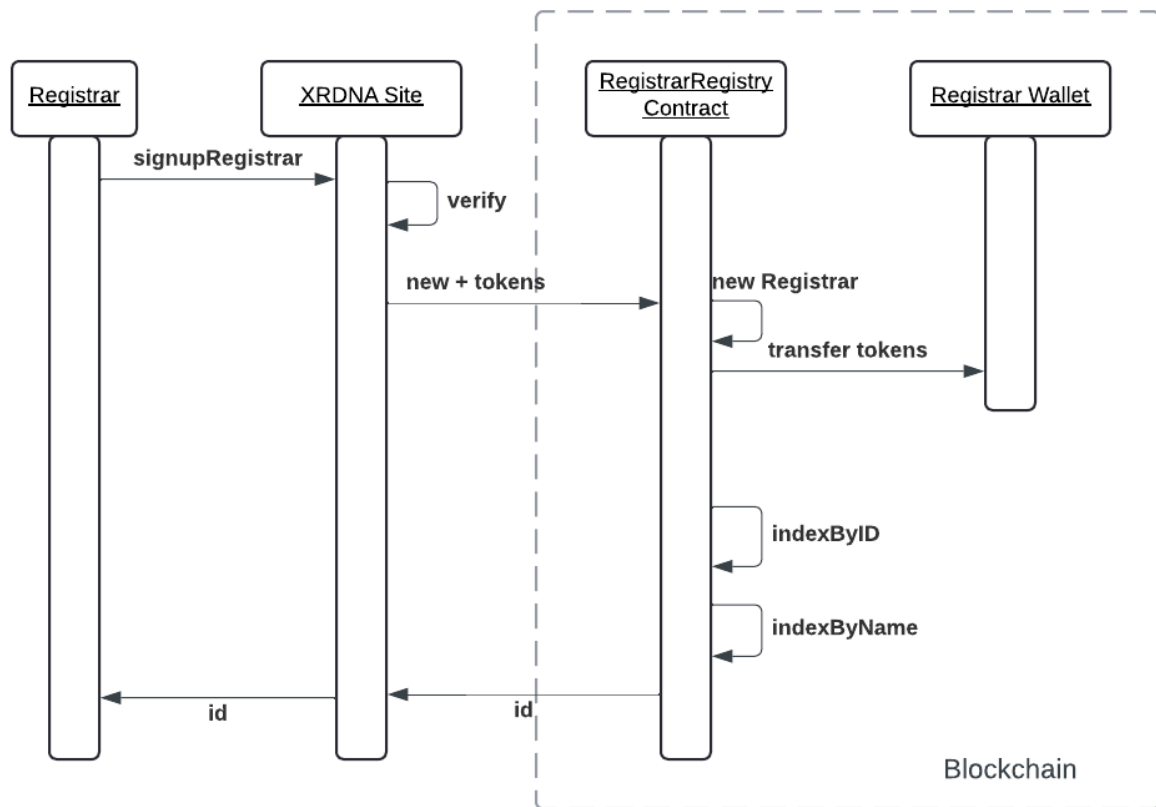 Registrar
XRDNA Site
RegistrarRegistry
Contract
Registrar Wallet
signupRegistrar
verify
new + tokens
new Registrar
transfer tokens
indexByID
indexByName
id
id
Blockchain